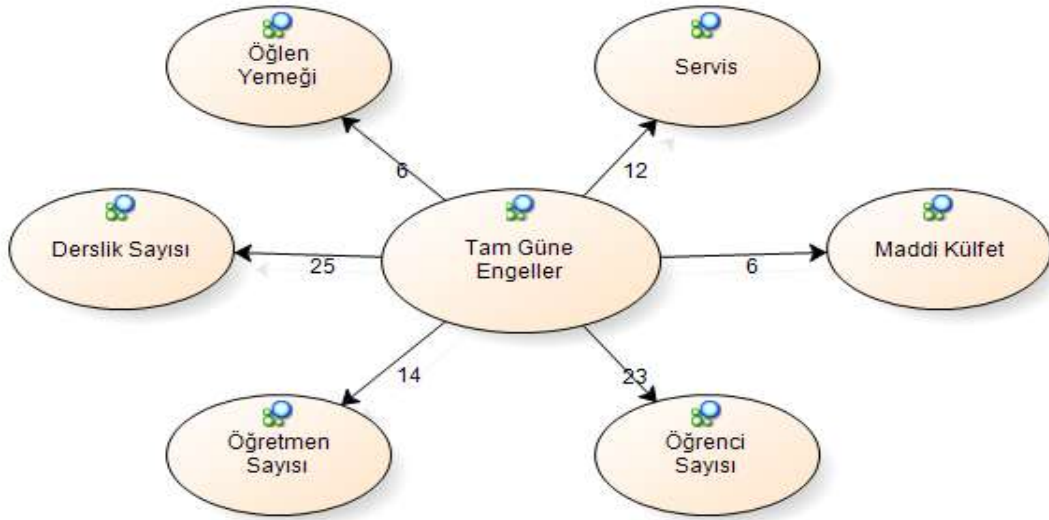 Öğlen
Yemeği
Servis
6
12
Derslik Sayısı
25
Tam Güne
Engeller
6
Maddi Külfet
14
23
Öğretmen
Sayısı
Öğrenci
Sayısı